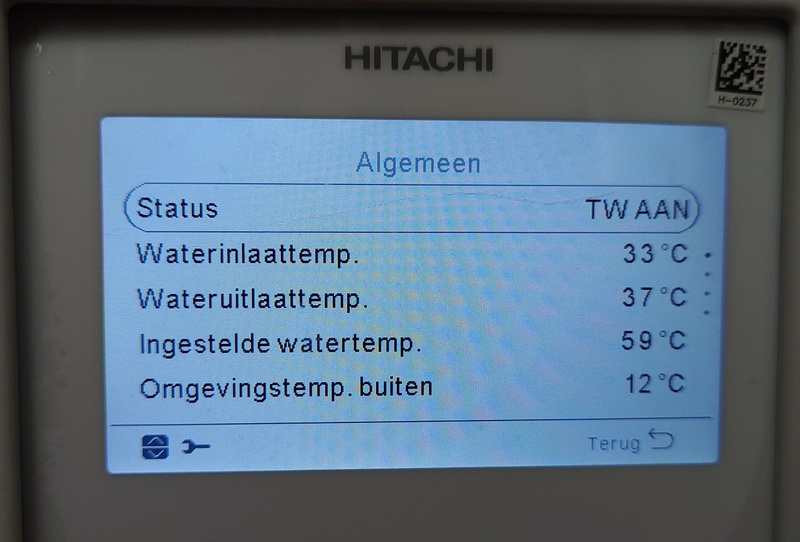 HITACHI
H-0237
Algemeen
Status TW AAN
Waterinlaattemp. 33 °C
Wateruitlaattemp. 37 °C
Ingestelde watertemp. 59 °C
Omgevingstemp. buiten 12 °C
Terug